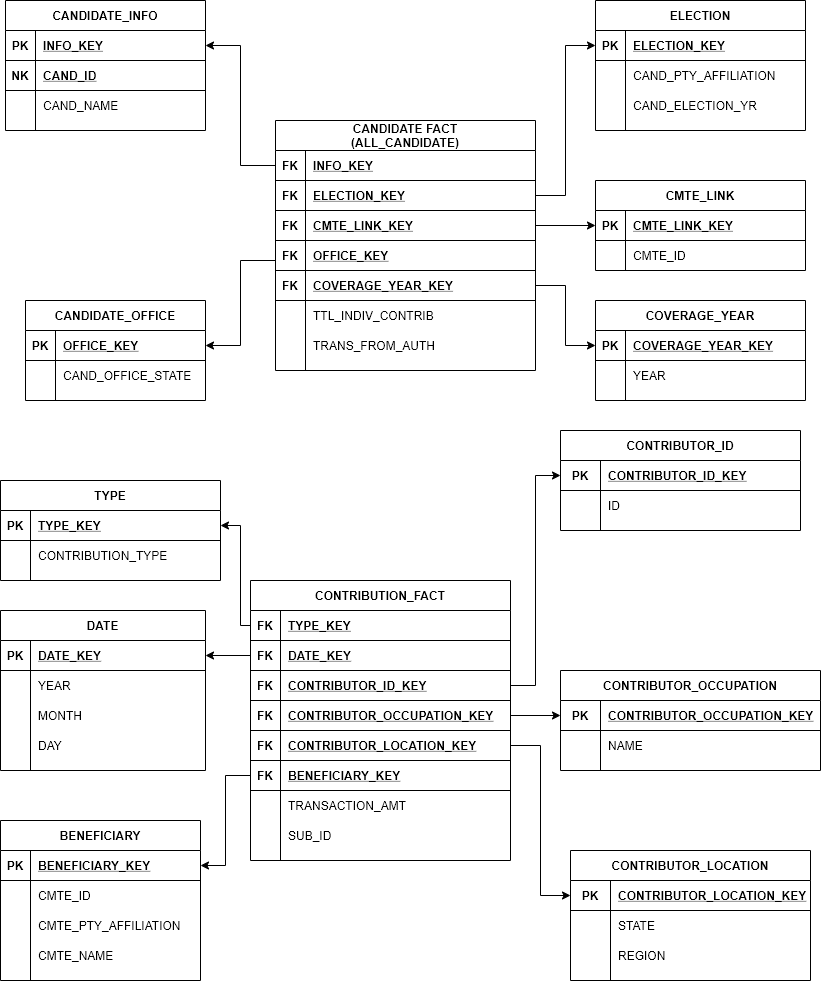 CANDIDATE_INFO
PK INFO_KEY
NK CAND_ID
CAND_NAME
ELECTION
PK ELECTION_KEY
CAND_PTY_AFFILIATION
CAND_ELECTION_YR
CANDIDATE FACT
(ALL_CANDIDATE)
FK INFO_KEY
FK ELECTION_KEY
FK CMTE_LINK_KEY
FK OFFICE_KEY
FK COVERAGE_YEAR_KEY
TTL_INDIV_CONTRIB
TRANS_FROM_AUTH
CMTE_LINK
PK CMTE_LINK_KEY
CMTE_ID
CANDIDATE_OFFICE
PK OFFICE_KEY
CAND_OFFICE_STATE
COVERAGE_YEAR
PK COVERAGE_YEAR_KEY
YEAR
CONTRIBUTOR_ID
PK CONTRIBUTOR_ID_KEY
ID
TYPE
PK TYPE_KEY
CONTRIBUTION_TYPE
CONTRIBUTION_FACT
FK TYPE_KEY
FK DATE_KEY
FK CONTRIBUTOR_ID_KEY
FK CONTRIBUTOR_OCCUPATION_KEY
FK CONTRIBUTOR_LOCATION_KEY
FK BENEFICIARY_KEY
TRANSACTION_AMT
SUB_ID
DATE
PK DATE_KEY
YEAR
MONTH
DAY
CONTRIBUTOR_OCCUPATION
PK CONTRIBUTOR_OCCUPATION_KEY
NAME
BENEFICIARY
PK BENEFICIARY_KEY
CMTE_ID
CMTE_PTY_AFFILIATION
CMTE_NAME
CONTRIBUTOR_LOCATION
PK CONTRIBUTOR_LOCATION_KEY
STATE
REGION